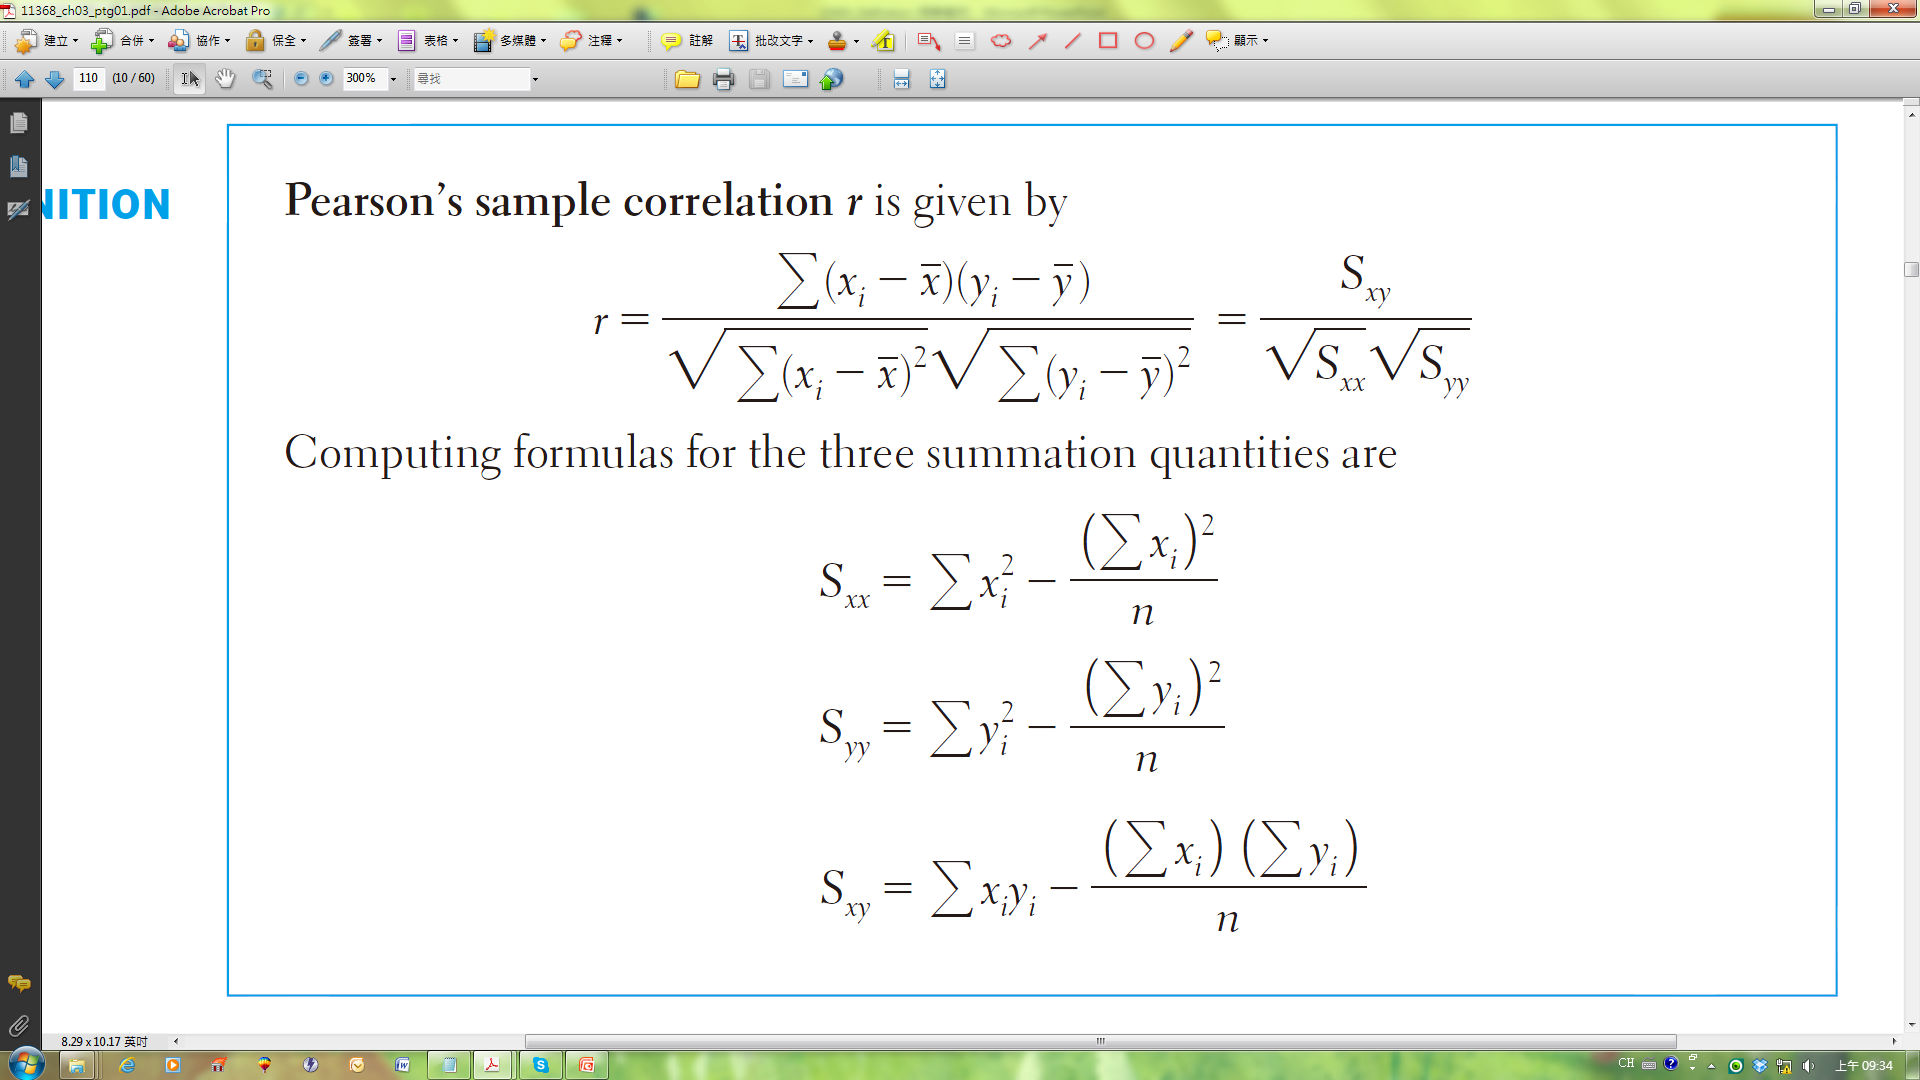 11368_ch03_ptg01.pdf - Adobe Acrobat Pro
建立 合併 協作 保全 簽署 表格 多媒體 注釋 註解 批改文字 顯示
110 (10 / 60) 300% 尋找
NITION
Pearson's sample correlation r is given by
r = ∑(xᵢ − x̅)(yᵢ − y̅) / √∑(xᵢ − x̅)² √∑(yᵢ − y̅)² = Sxy / √Sxx √Syy
Computing formulas for the three summation quantities are
Sxx = ∑xᵢ² − (∑xᵢ)² / n
Syy = ∑yᵢ² − (∑yᵢ)² / n
Sxy = ∑xᵢyᵢ − (∑xᵢ) (∑yᵢ) / n
8.29 x 10.17 英吋
CH 上午 09:34